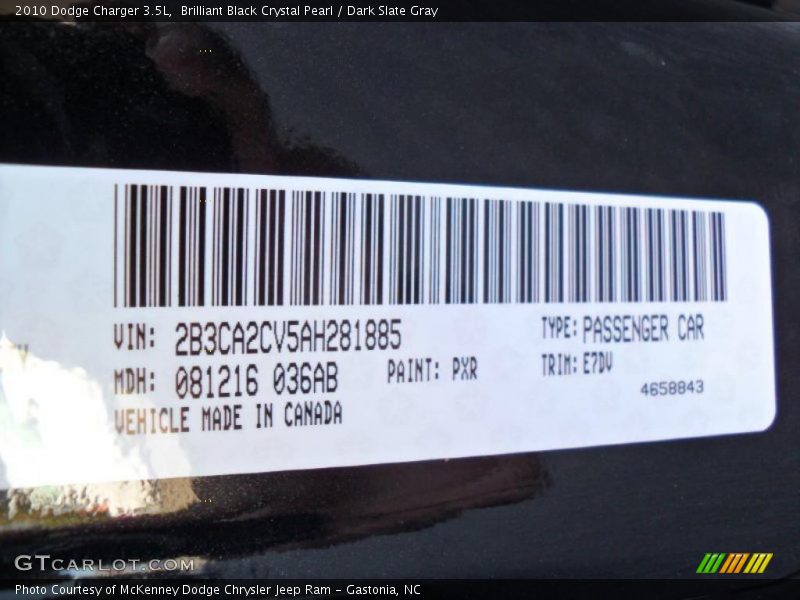 2010 Dodge Charger 3.5L,  Brilliant Black Crystal Pearl / Dark Slate Gray
VIN: 2B3CA2CV5AH281885 TYPE: PASSENGER CAR
MDH: 081216 036AB PAINT: PXR TRIM: E7DV
VEHICLE MADE IN CANADA 4658843
GTCARLOT.COM
Photo Courtesy of McKenney Dodge Chrysler Jeep Ram - Gastonia, NC